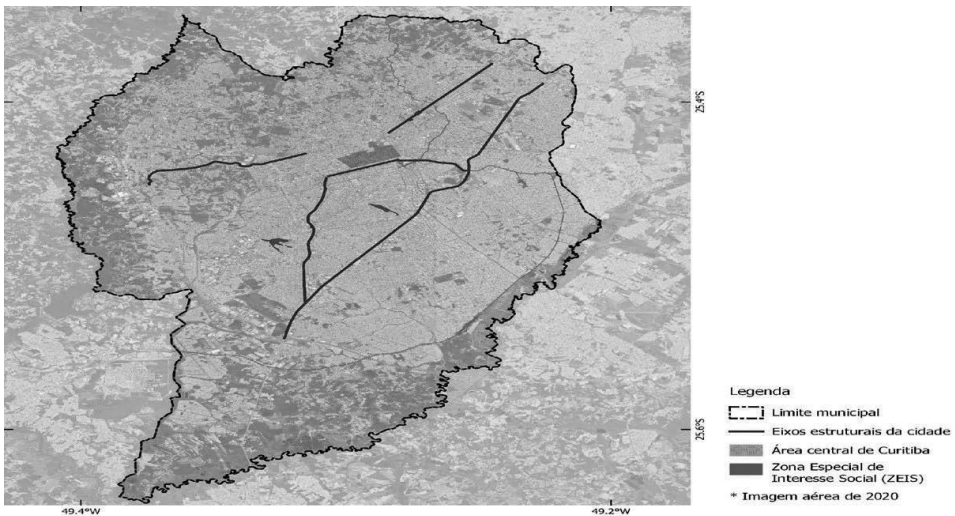 25.4°S
25.6°S
49.4°W
49.2°W
Legenda
Limite municipal
Eixos estruturais da cidade
Área central de Curitiba
Zona Especial de
Interesse Social (ZEIS)
* Imagem aérea de 2020